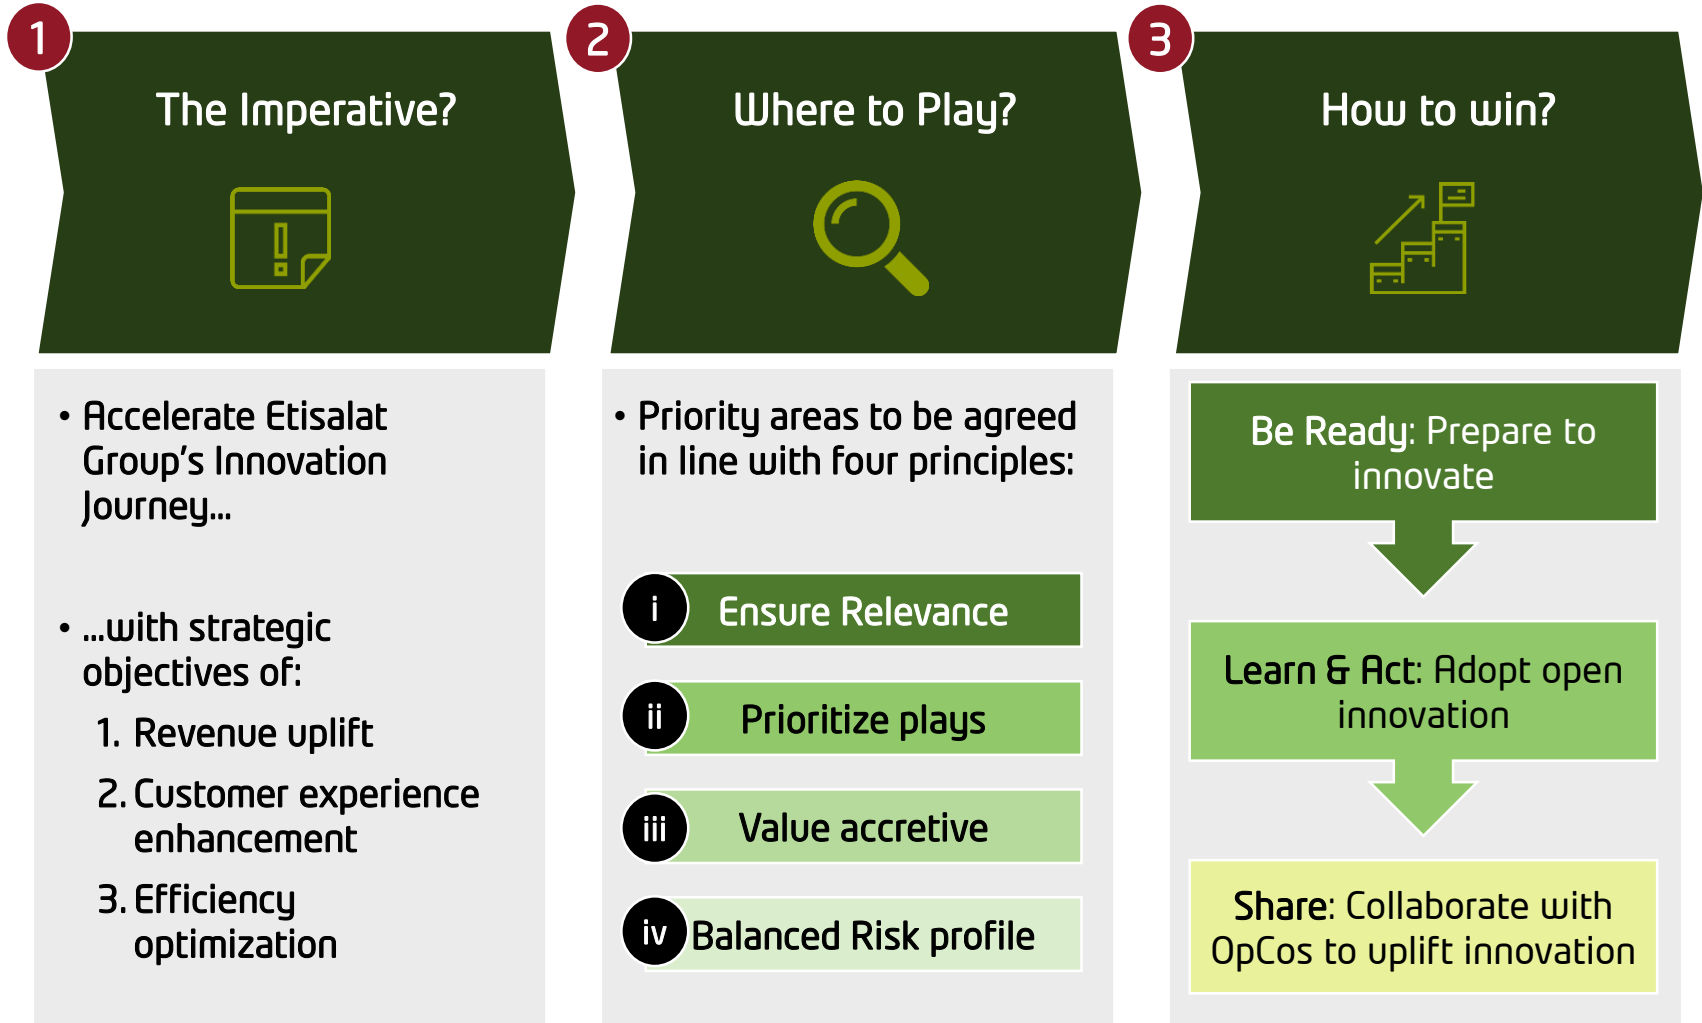 1
The Imperative?
• Accelerate Etisalat
Group's Innovation
Journey...
• ...with strategic
objectives of:
1. Revenue uplift
2. Customer experience
enhancement
3. Efficiency
optimization
2
Where to Play?
• Priority areas to be agreed
in line with four principles:
i Ensure Relevance
ii Prioritize plays
iii Value accretive
iv Balanced Risk profile
3
How to win?
Be Ready: Prepare to
innovate
Learn & Act: Adopt open
innovation
Share: Collaborate with
OpCos to uplift innovation